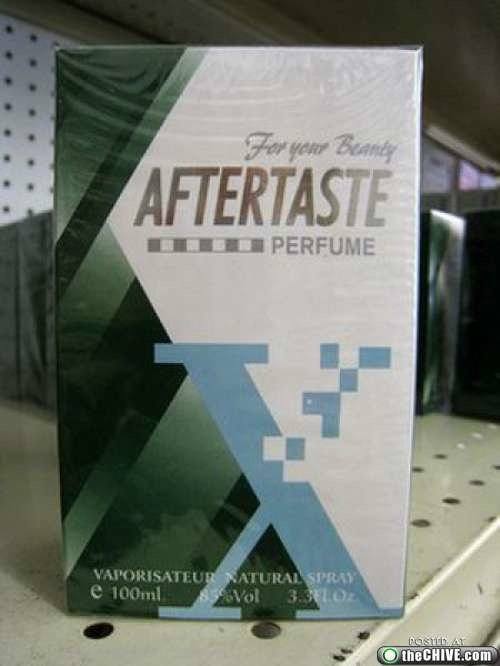 For your Beauty
AFTERTASTE
PERFUME
X
VAPORISATEUR NATURAL SPRAY
e 100ml. 85%Vol 3.3Fl.Oz.
POSTED AT
theCHIVE.com